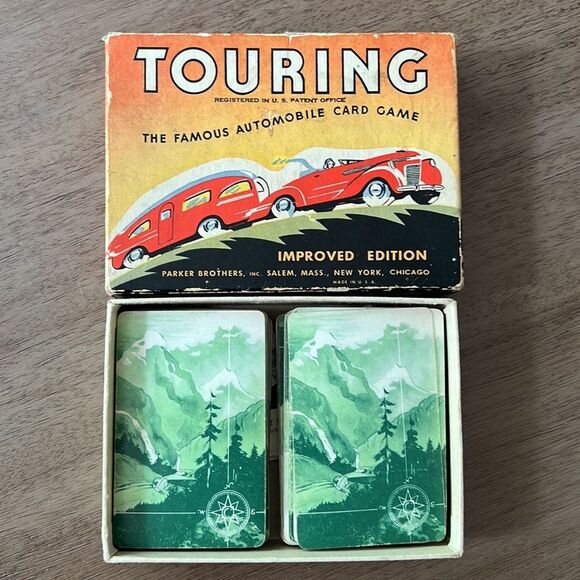 TOURING
REGISTERED IN U. S. PATENT OFFICE
THE FAMOUS AUTOMOBILE CARD GAME
IMPROVED EDITION
PARKER BROTHERS, INC. SALEM, MASS., NEW YORK, CHICAGO
MADE IN U.S.A.
N
W S